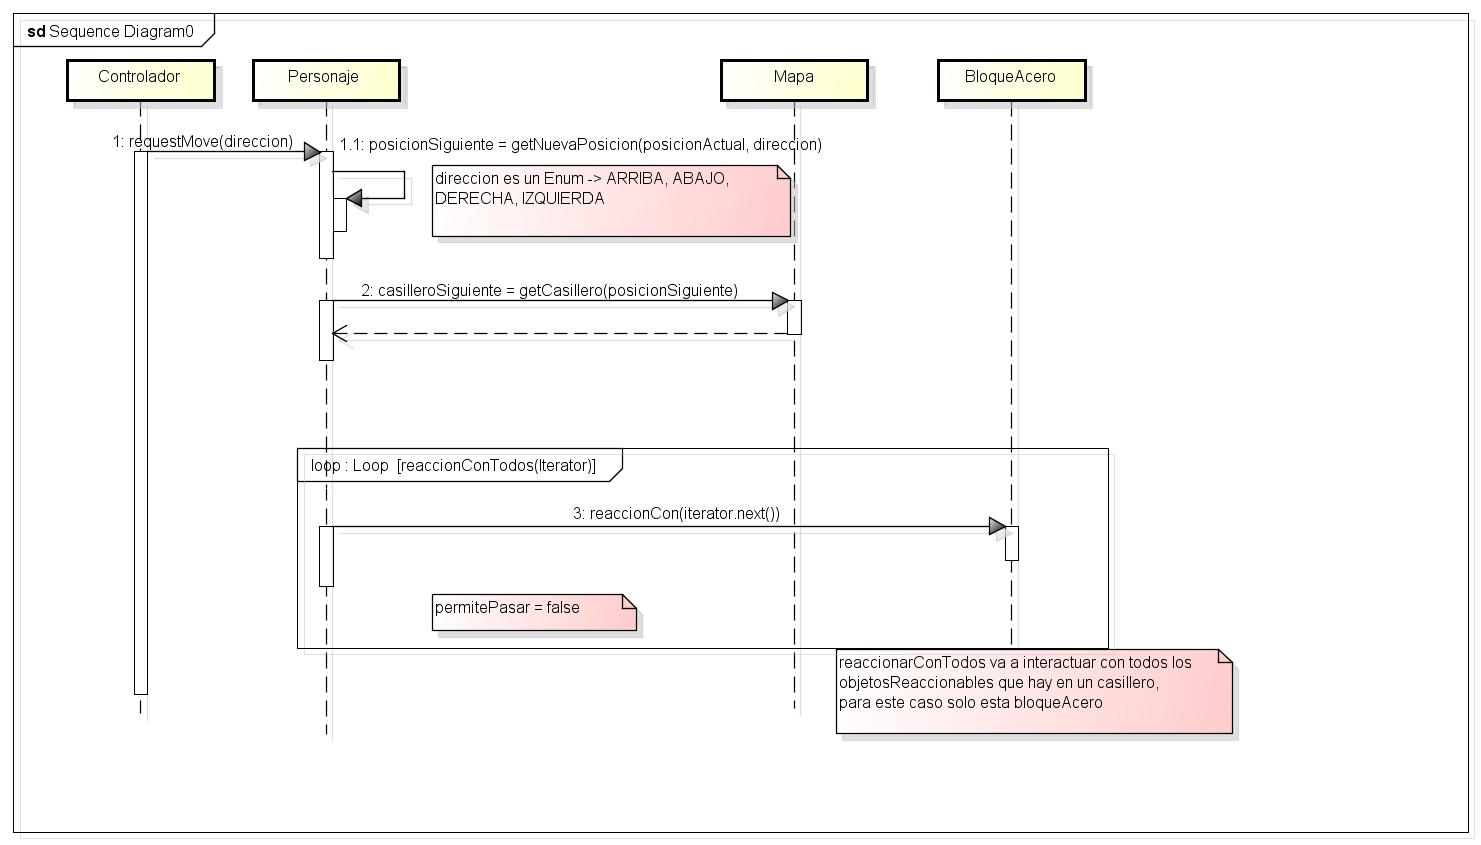 sd Sequence Diagram0
Controlador
Personaje
Mapa
BloqueAcero
1: requestMove(direccion)
1.1: posicionSiguiente = getNuevaPosicion(posicionActual, direccion)
direccion es un Enum -> ARRIBA, ABAJO,
DERECHA, IZQUIERDA
2: casilleroSiguiente = getCasillero(posicionSiguiente)
loop : Loop [reaccionConTodos(Iterator)]
3: reaccionCon(iterator.next())
permitePasar = false
reaccionarConTodos va a interactuar con todos los
objetosReaccionables que hay en un casillero,
para este caso solo esta bloqueAcero